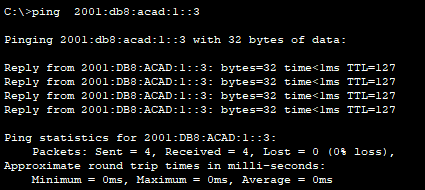 C:\>ping  2001:db8:acad:1::3
Pinging 2001:db8:acad:1::3 with 32 bytes of data:
Reply from 2001:DB8:ACAD:1::3: bytes=32 time<1ms TTL=127
Reply from 2001:DB8:ACAD:1::3: bytes=32 time<1ms TTL=127
Reply from 2001:DB8:ACAD:1::3: bytes=32 time<1ms TTL=127
Reply from 2001:DB8:ACAD:1::3: bytes=32 time<1ms TTL=127
Ping statistics for 2001:DB8:ACAD:1::3:
Packets: Sent = 4, Received = 4, Lost = 0 (0% loss),
Approximate round trip times in milli-seconds:
Minimum = 0ms, Maximum = 0ms, Average = 0ms